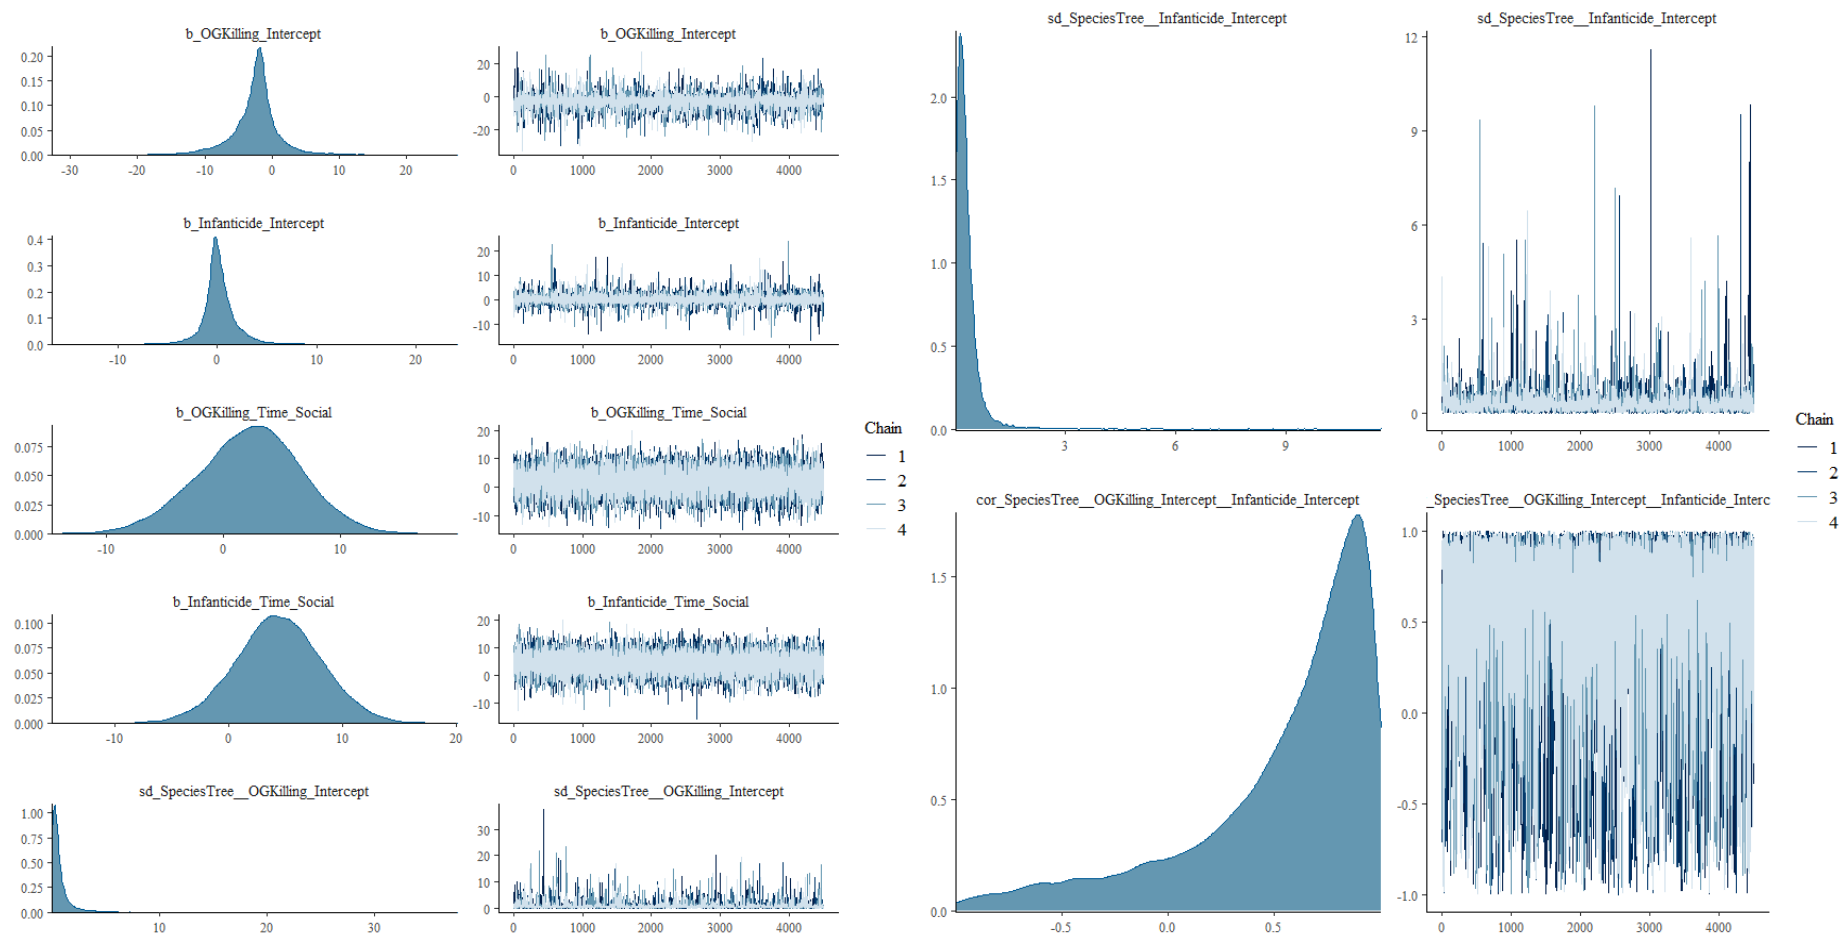 b_OGKilling_Intercept
0.20
0.15
0.10
0.05
0.00
-30 -20 -10 0 10 20
b_OGKilling_Intercept
20
0
-20
0 1000 2000 3000 4000
b_Infanticide_Intercept
0.4
0.3
0.2
0.1
0.0
-10 0 10 20
b_Infanticide_Intercept
20
10
0
-10
0 1000 2000 3000 4000
b_OGKilling_Time_Social
0.075
0.050
0.025
0.000
-10 0 10
b_OGKilling_Time_Social
20
10
0
-10
0 1000 2000 3000 4000
b_Infanticide_Time_Social
0.100
0.075
0.050
0.025
0.000
-10 0 10 20
b_Infanticide_Time_Social
20
10
0
-10
0 1000 2000 3000 4000
sd_SpeciesTree__OGKilling_Intercept
1.00
0.75
0.50
0.25
0.00
10 20 30
sd_SpeciesTree__OGKilling_Intercept
30
20
10
0
0 1000 2000 3000 4000
Chain
1
2
3
4
sd_SpeciesTree__Infanticide_Intercept
2.0
1.5
1.0
0.5
0.0
3 6 9
sd_SpeciesTree__Infanticide_Intercept
12
9
6
3
0
0 1000 2000 3000 4000
cor_SpeciesTree__OGKilling_Intercept__Infanticide_Intercept
1.5
1.0
0.5
0.0
-0.5 0.0 0.5
_SpeciesTree__OGKilling_Intercept__Infanticide_Interc
1.0
0.5
0.0
-0.5
-1.0
0 1000 2000 3000 4000
Chain
1
2
3
4